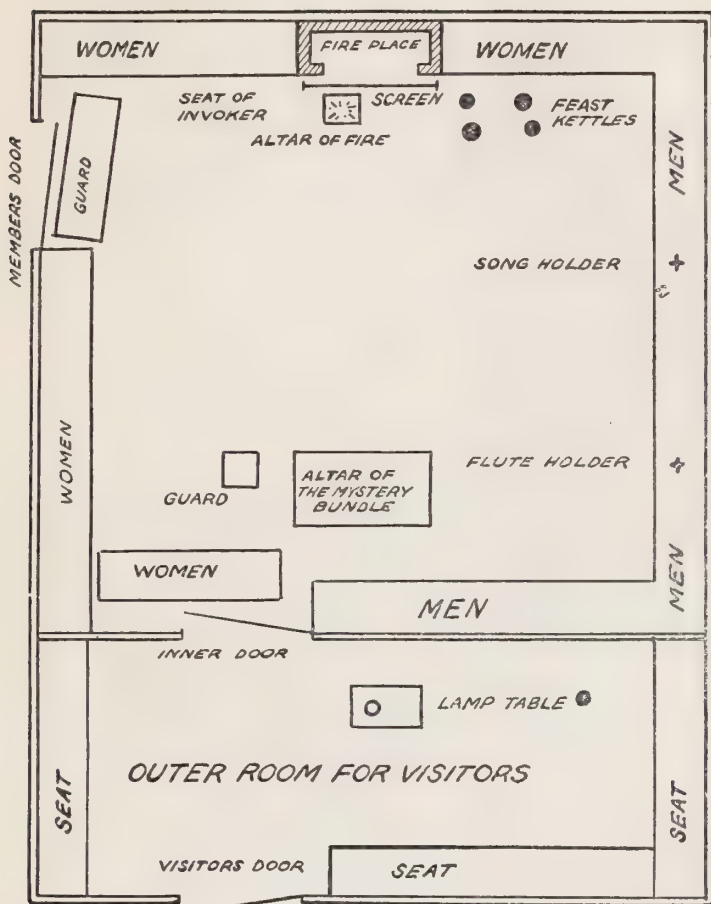 WOMEN
FIRE PLACE
WOMEN
SEAT OF
INVOKER
SCREEN
ALTAR OF FIRE
FEAST
KETTLES
MEMBERS DOOR
GUARD
MEN
SONG HOLDER
WOMEN
GUARD
ALTAR OF
THE MYSTERY
BUNDLE
FLUTE HOLDER
WOMEN
MEN
MEN
INNER DOOR
LAMP TABLE
SEAT
OUTER ROOM FOR VISITORS
SEAT
VISITORS DOOR
SEAT